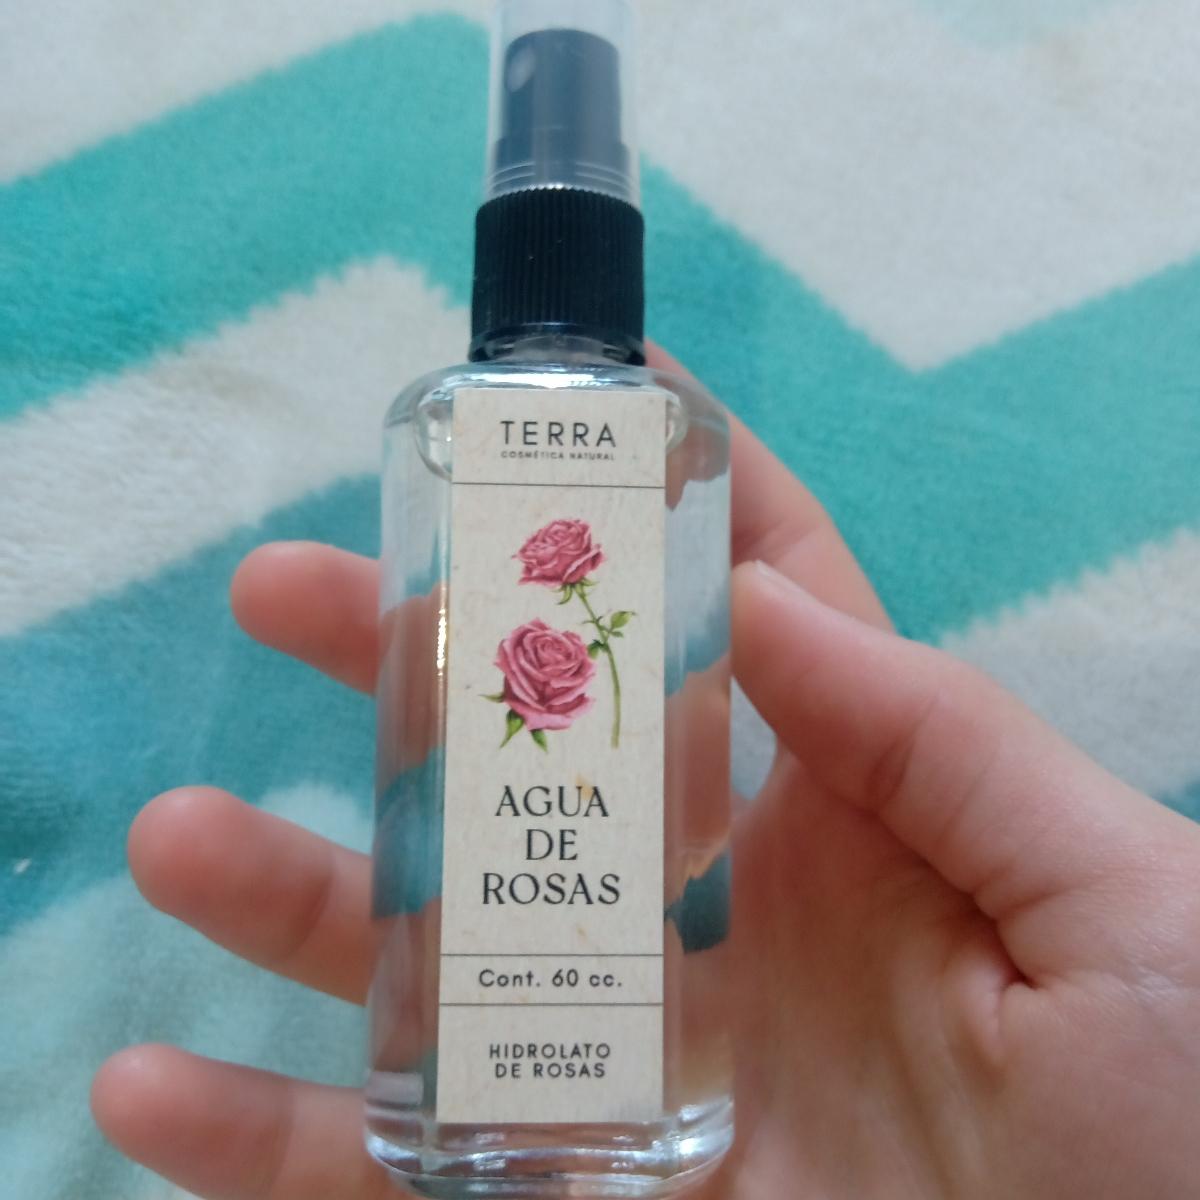 TERRA
COSMÉTICA NATURAL
AGUA
DE
ROSAS
Cont. 60 cc.
HIDROLATO
DE ROSAS